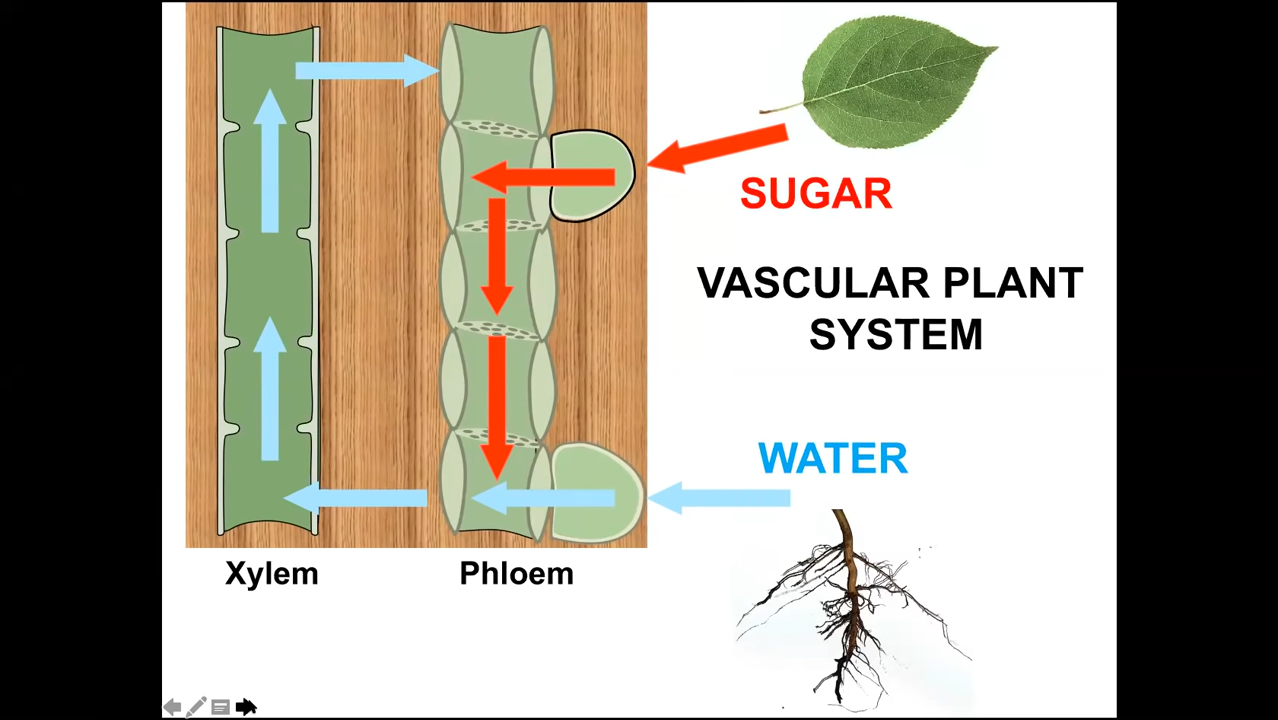 SUGAR
VASCULAR PLANT
SYSTEM
WATER
Xylem
Phloem